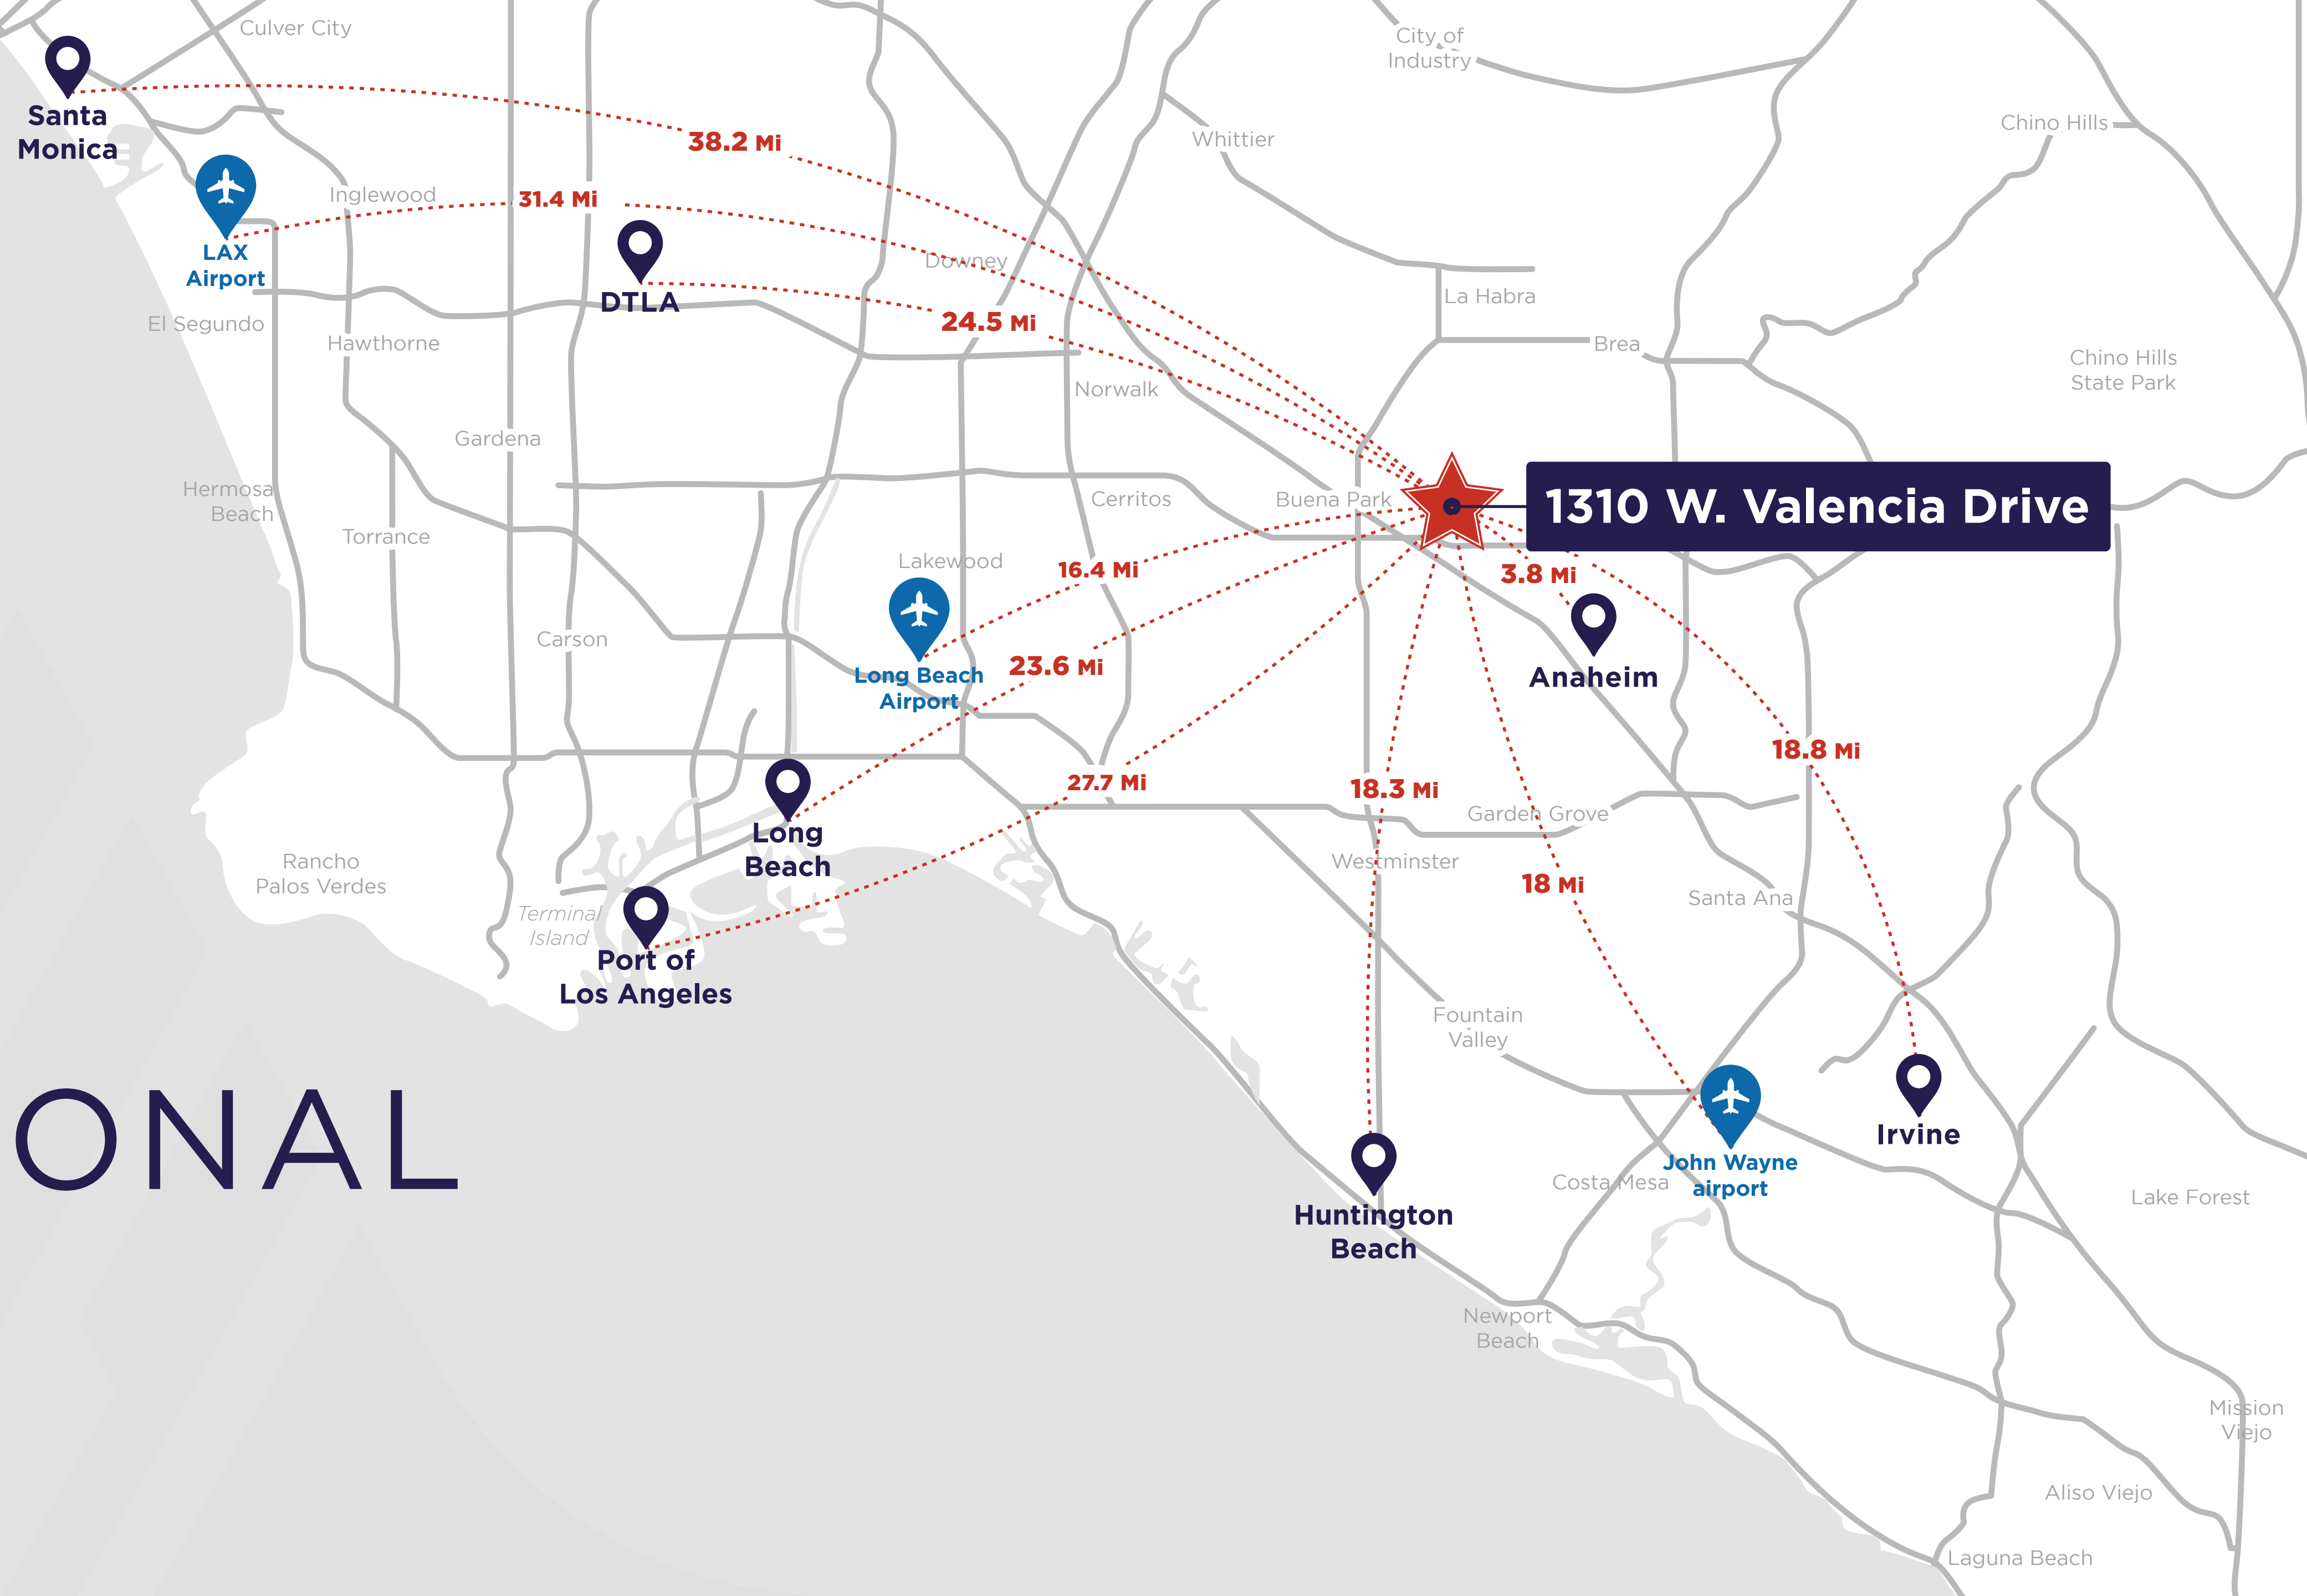 Culver City
City of
Industry
Santa
Monica
38.2 Mi
Whittier
Chino Hills
Inglewood
31.4 Mi
LAX
Airport
DTLA
Downey
24.5 Mi
La Habra
El Segundo
Hawthorne
Brea
Chino Hills
State Park
Norwalk
Gardena
Hermosa
Beach
Torrance
Cerritos
Buena Park
1310 W. Valencia Drive
Lakewood
16.4 Mi
3.8 Mi
Carson
Long Beach
Airport
23.6 Mi
Anaheim
18.8 Mi
27.7 Mi
18.3 Mi
Garden Grove
Long
Beach
Rancho
Palos Verdes
Westminster
18 Mi
Santa Ana
Terminal
Island
Port of
Los Angeles
Fountain
Valley
ONAL
Irvine
John Wayne
airport
Costa Mesa
Lake Forest
Huntington
Beach
Newport
Beach
Mission
Viejo
Aliso Viejo
Laguna Beach